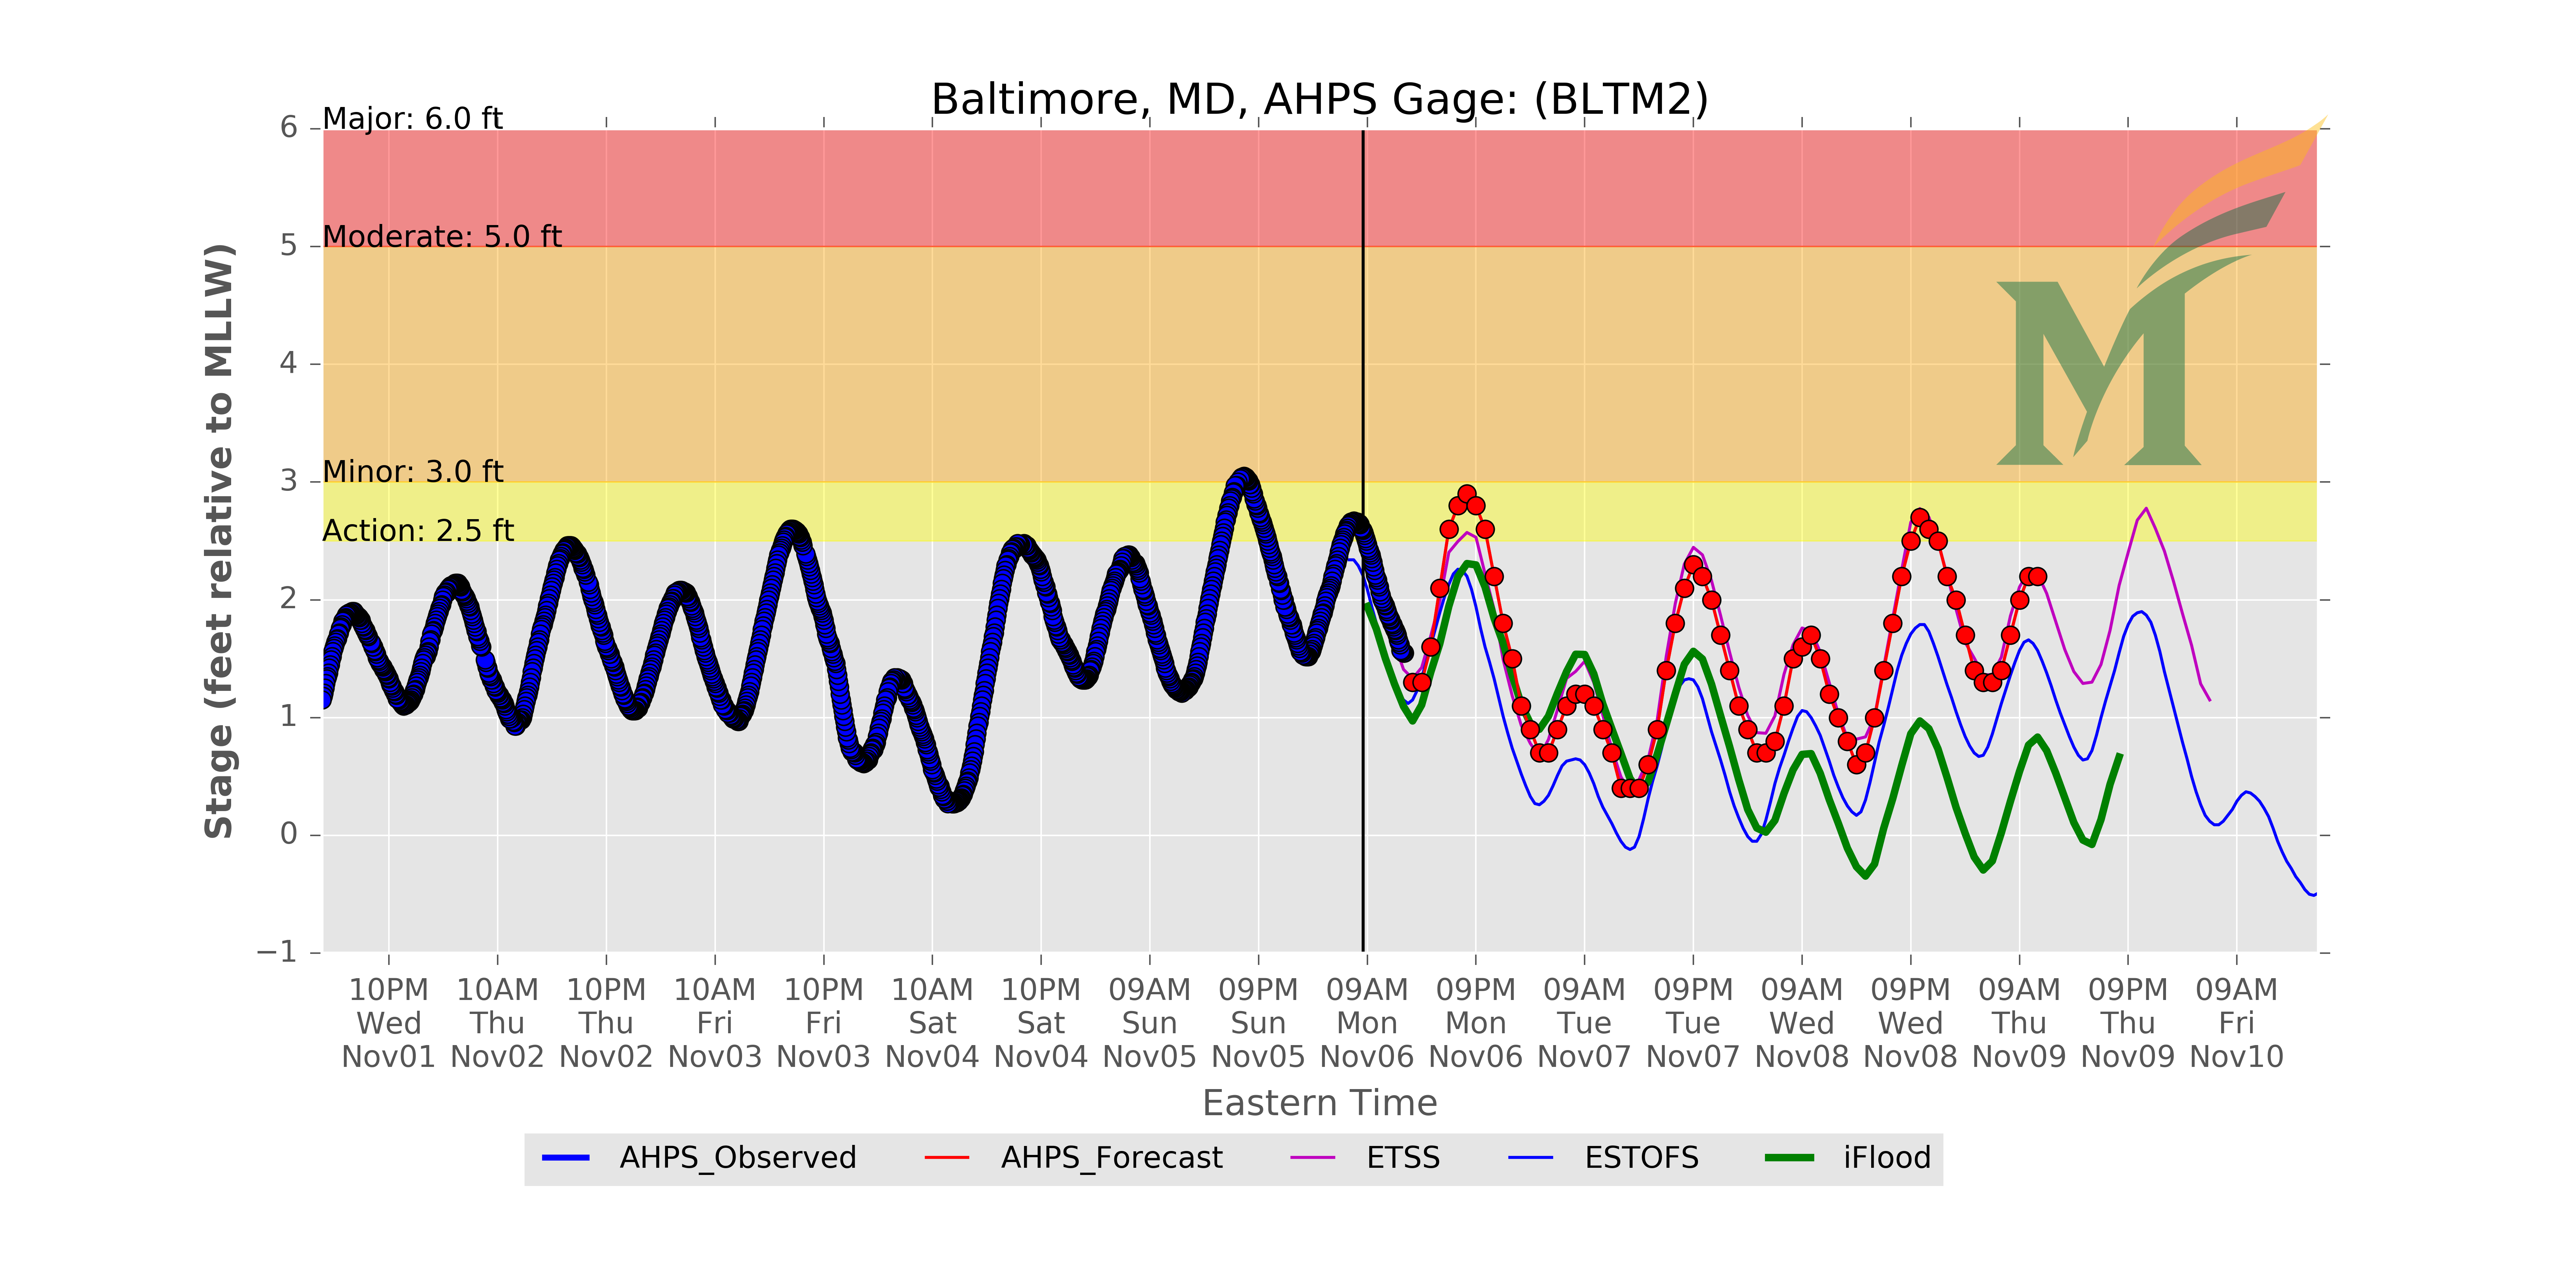 Baltimore, MD, AHPS Gage: (BLTM2)
Major: 6.0 ft
Moderate: 5.0 ft
Minor: 3.0 ft
Action: 2.5 ft
6
5
4
3
2
1
0
−1
Stage (feet relative to MLLW)
10PM 10AM 10PM 10AM 10PM 10AM 10PM 09AM 09PM 09AM 09PM 09AM 09PM 09AM 09PM 09AM 09PM 09AM
Wed Thu Thu Fri Fri Sat Sat Sun Sun Mon Mon Tue Tue Wed Wed Thu Thu Fri
Nov01 Nov02 Nov02 Nov03 Nov03 Nov04 Nov04 Nov05 Nov05 Nov06 Nov06 Nov07 Nov07 Nov08 Nov08 Nov09 Nov09 Nov10
Eastern Time
AHPS_Observed AHPS_Forecast ETSS ESTOFS iFlood
M